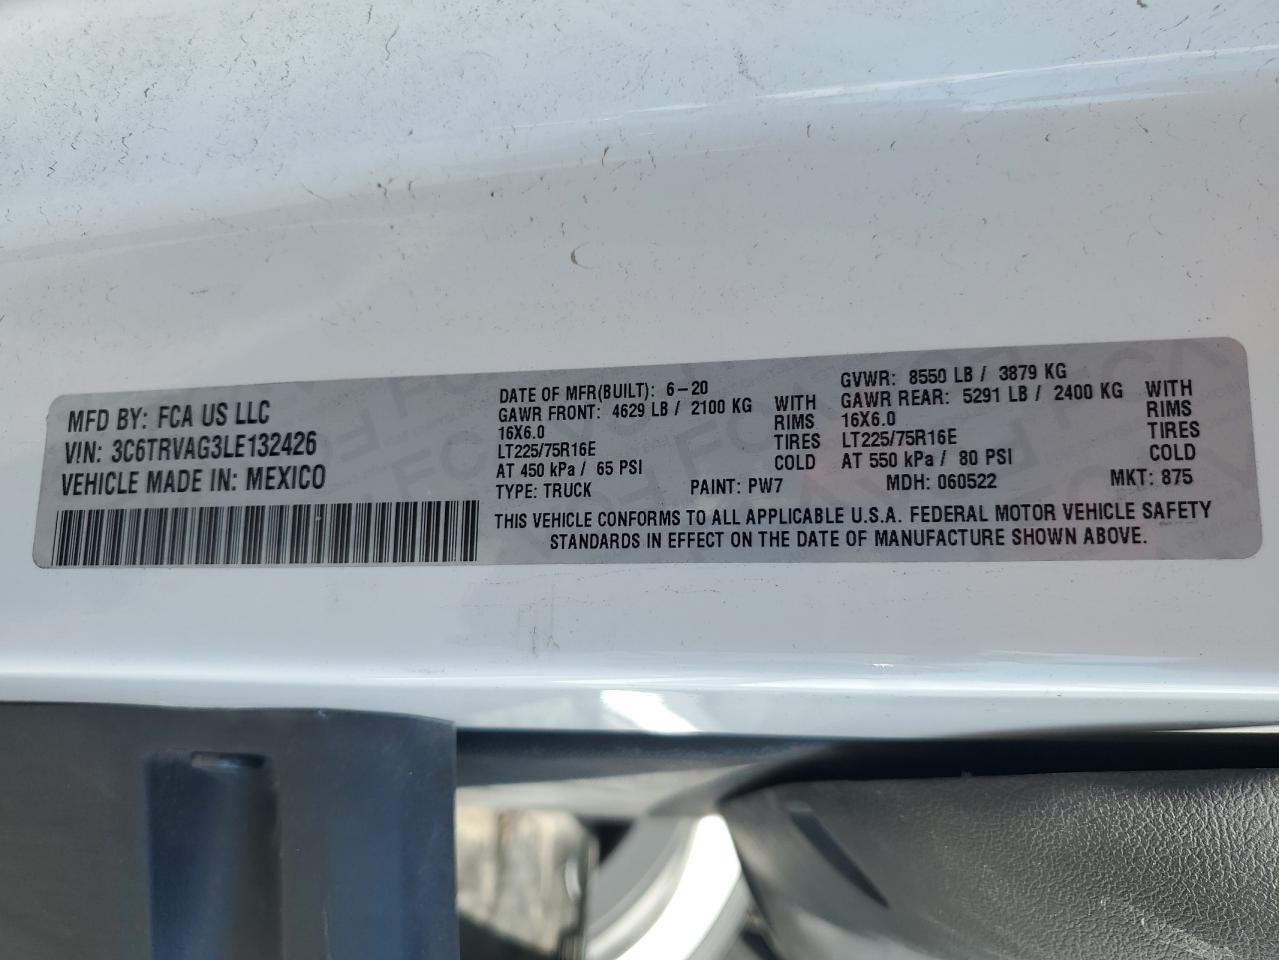 MFD BY: FCA US LLC
VIN: 3C6TRVAG3LE132426
VEHICLE MADE IN: MEXICO
DATE OF MFR(BUILT): 6-20
GAWR FRONT: 4629 LB / 2100 KG WITH
16X6.0 RIMS
LT225/75R16E TIRES
AT 450 kPa / 65 PSI COLD
GVWR: 8550 LB / 3879 KG
GAWR REAR: 5291 LB / 2400 KG WITH
16X6.0 RIMS
LT225/75R16E TIRES
AT 550 kPa / 80 PSI COLD
TYPE: TRUCK PAINT: PW7 MDH: 060522 MKT: 875
THIS VEHICLE CONFORMS TO ALL APPLICABLE U.S.A. FEDERAL MOTOR VEHICLE SAFETY
STANDARDS IN EFFECT ON THE DATE OF MANUFACTURE SHOWN ABOVE.